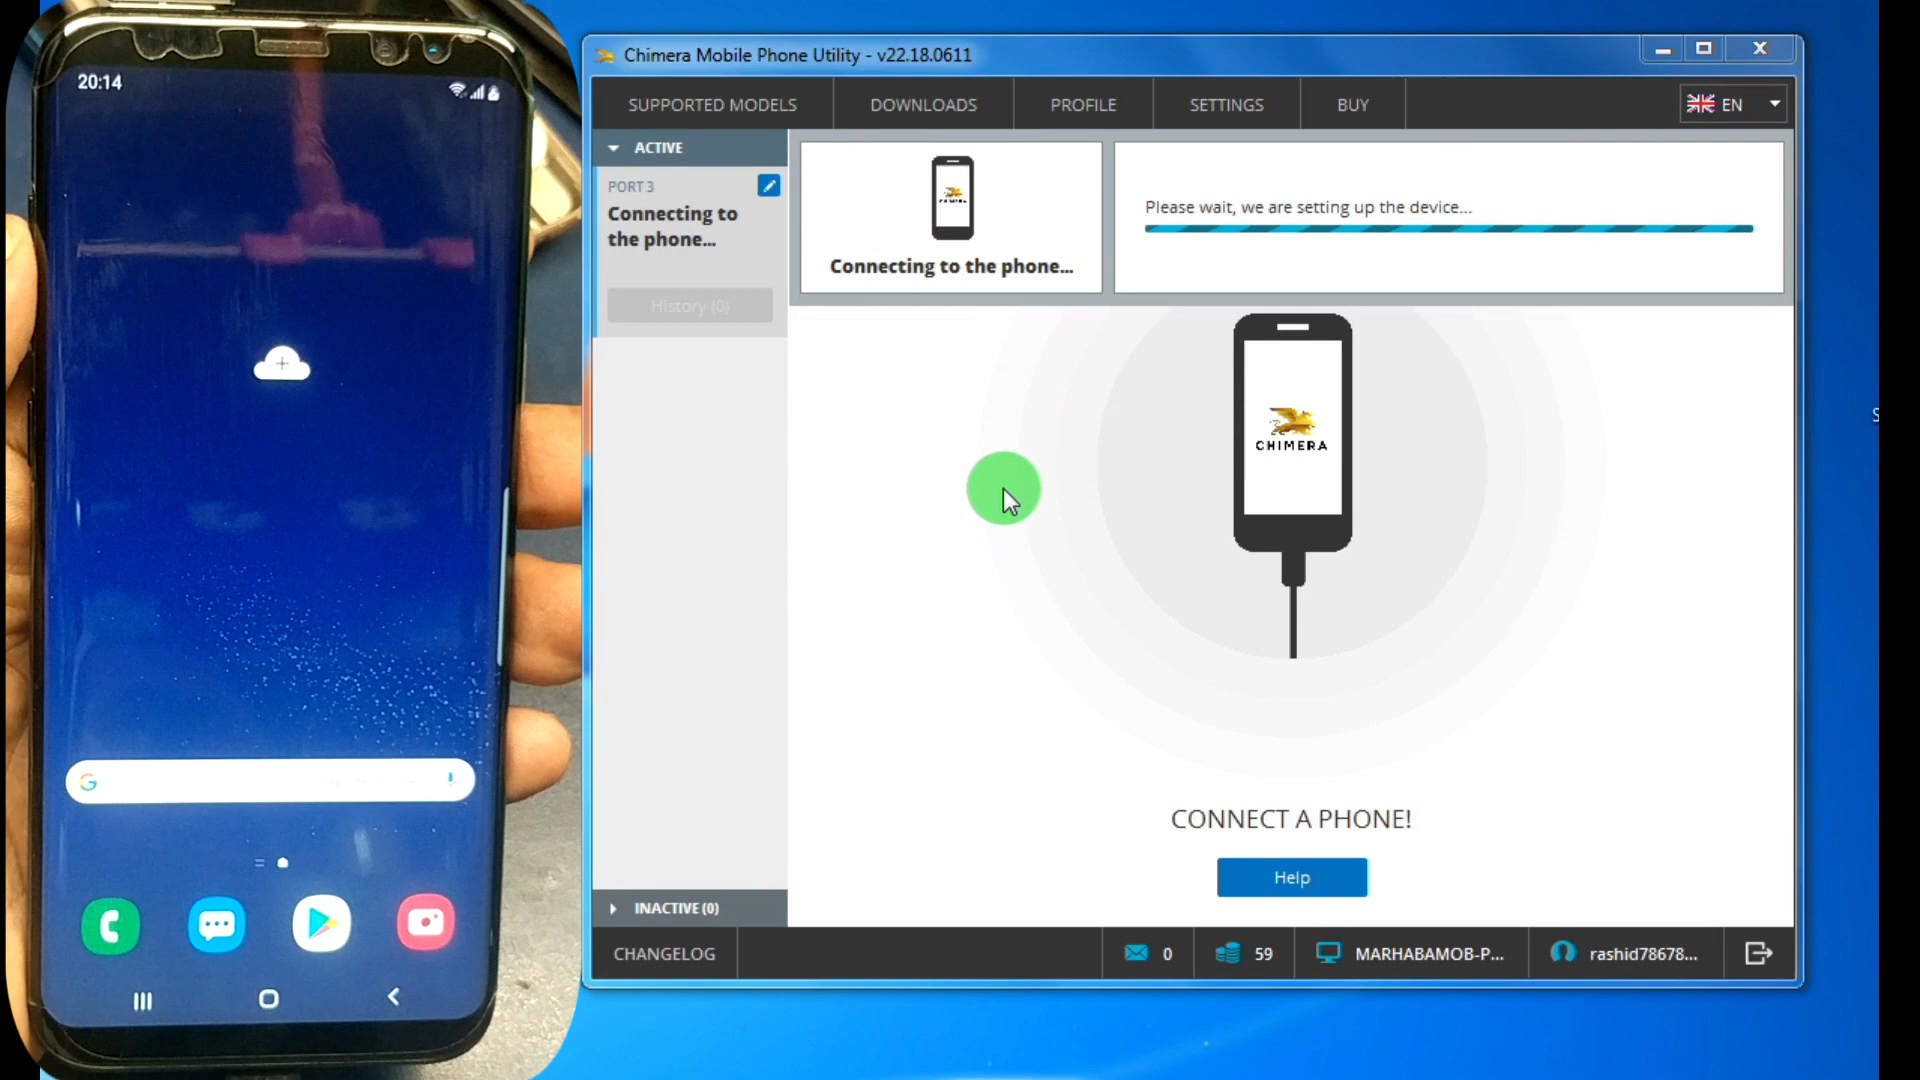 20:14
Chimera Mobile Phone Utility - v22.18.0611
SUPPORTED MODELS
DOWNLOADS
PROFILE
SETTINGS
BUY
EN
ACTIVE
PORT 3
Connecting to
the phone...
History (0)
CHIMERA
Connecting to the phone...
Please wait, we are setting up the device...
CHIMERA
CONNECT A PHONE!
Help
INACTIVE (0)
CHANGELOG
0
59
MARHABAMOB-P...
rashid78678...
G
S